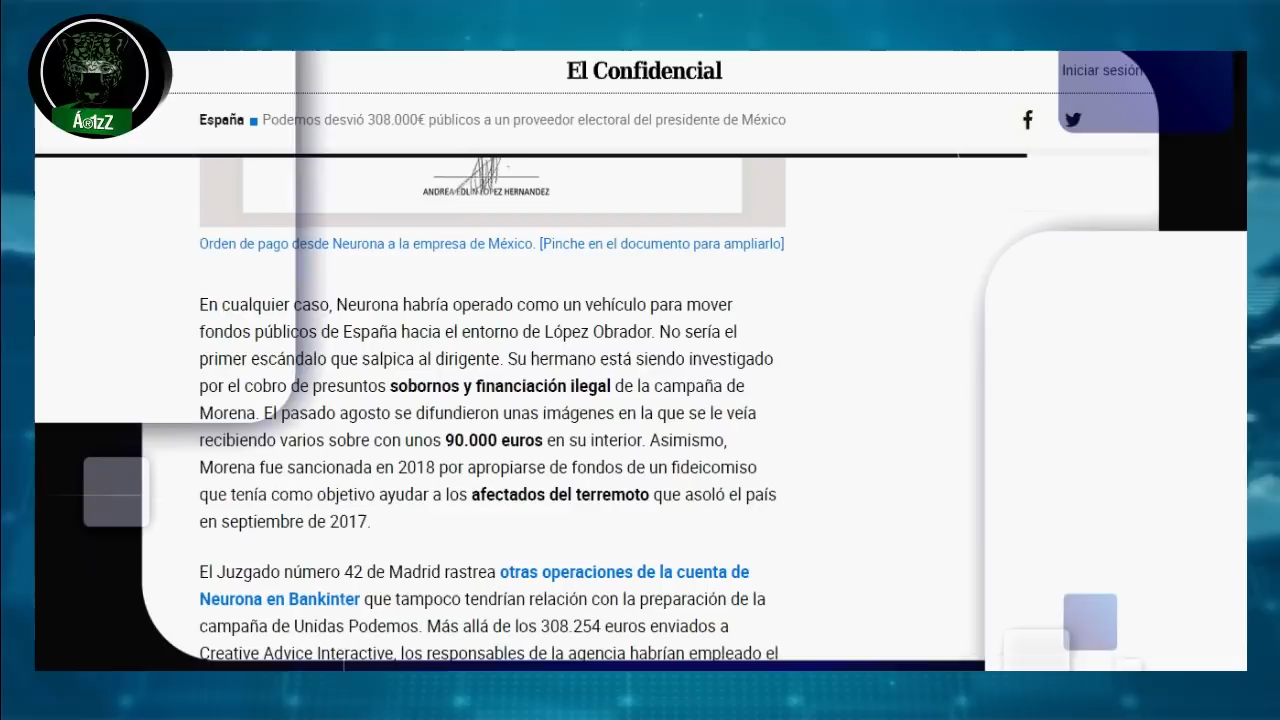 Á®1zZ
El Confidencial
Iniciar sesión
España ■ Podemos desvió 308.000€ públicos a un proveedor electoral del presidente de México
ANDREA EDLIN LOPEZ HERNANDEZ
Orden de pago desde Neurona a la empresa de México. [Pinche en el documento para ampliarlo]
En cualquier caso, Neurona habría operado como un vehículo para mover
fondos públicos de España hacia el entorno de López Obrador. No sería el
primer escándalo que salpica al dirigente. Su hermano está siendo investigado
por el cobro de presuntos sobornos y financiación ilegal de la campaña de
Morena. El pasado agosto se difundieron unas imágenes en la que se le veía
recibiendo varios sobre con unos 90.000 euros en su interior. Asimismo,
Morena fue sancionada en 2018 por apropiarse de fondos de un fideicomiso
que tenía como objetivo ayudar a los afectados del terremoto que asoló el país
en septiembre de 2017.
El Juzgado número 42 de Madrid rastrea otras operaciones de la cuenta de
Neurona en Bankinter que tampoco tendrían relación con la preparación de la
campaña de Unidas Podemos. Más allá de los 308.254 euros enviados a
Creative Advice Interactive, los responsables de la agencia habrían empleado el